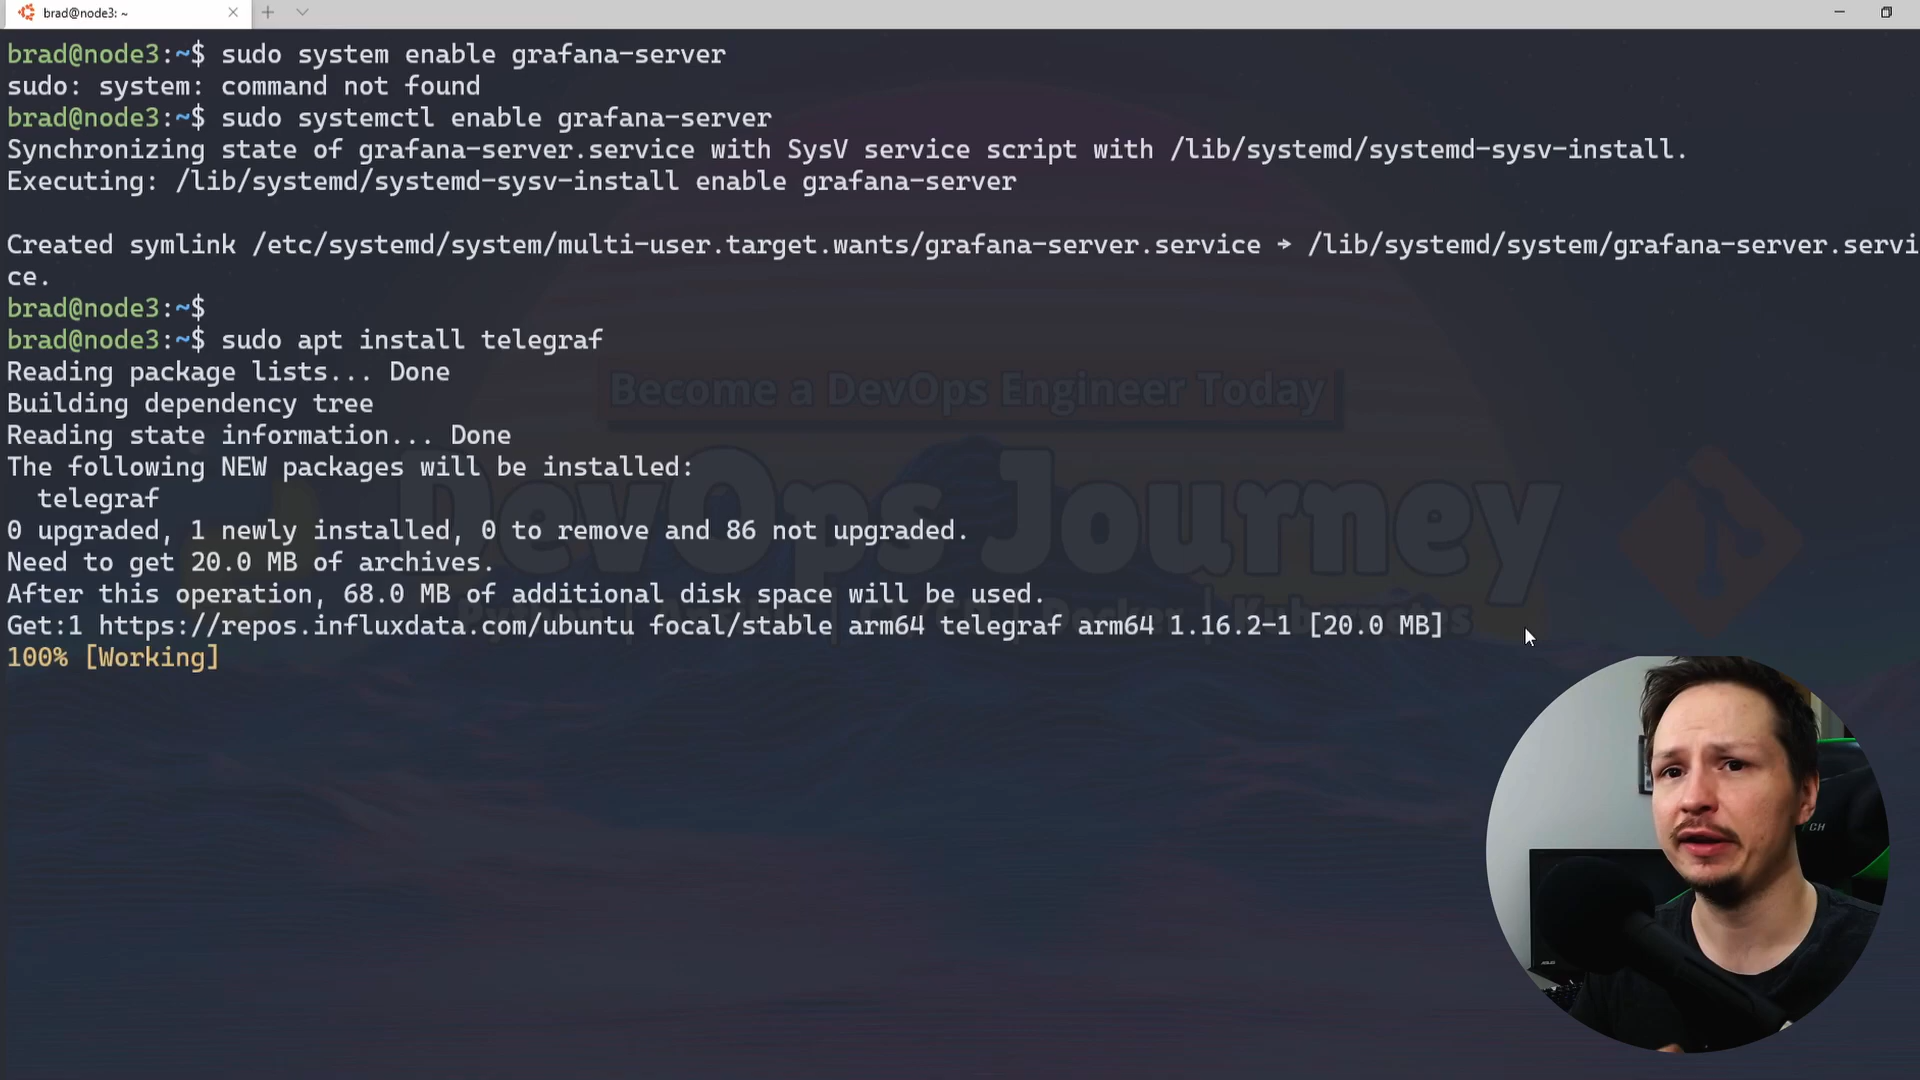 brad@node3: ~
brad@node3:~$ sudo system enable grafana-server
sudo: system: command not found
brad@node3:~$ sudo systemctl enable grafana-server
Synchronizing state of grafana-server.service with SysV service script with /lib/systemd/systemd-sysv-install.
Executing: /lib/systemd/systemd-sysv-install enable grafana-server
Created symlink /etc/systemd/system/multi-user.target.wants/grafana-server.service → /lib/systemd/system/grafana-server.servi
ce.
brad@node3:~$
brad@node3:~$ sudo apt install telegraf
Reading package lists... Done
Become a DevOps Engineer Today
Building dependency tree
Reading state information... Done
The following NEW packages will be installed:
telegraf
DevOps Journey
0 upgraded, 1 newly installed, 0 to remove and 86 not upgraded.
Need to get 20.0 MB of archives.
After this operation, 68.0 MB of additional disk space will be used.
Get:1 https://repos.influxdata.com/ubuntu focal/stable arm64 telegraf arm64 1.16.2-1 [20.0 MB]
100% [Working]